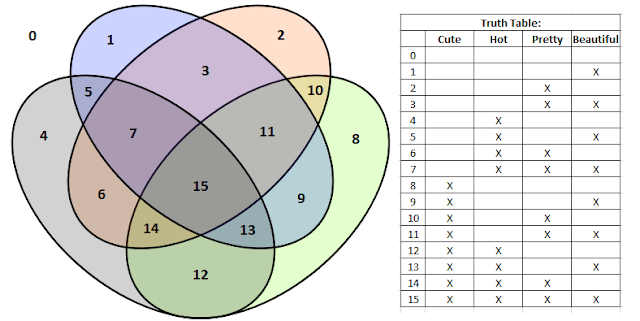 0
1
2
3
4
5
6
7
8
9
10
11
12
13
14
15
Truth Table:
Cute Hot Pretty Beautiful
0
1 X
2 X
3 X X
4 X
5 X X
6 X X
7 X X X
8 X
9 X X
10 X X
11 X X X
12 X X
13 X X X
14 X X X
15 X X X X